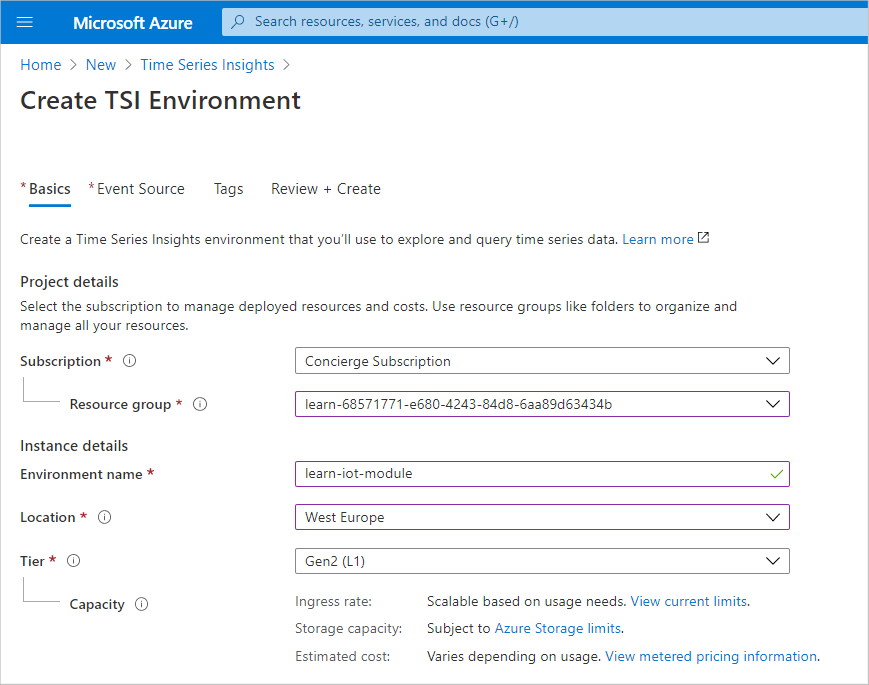 Microsoft Azure
Search resources, services, and docs (G+/)
Home > New > Time Series Insights >
Create TSI Environment
* Basics * Event Source Tags Review + Create
Create a Time Series Insights environment that you'll use to explore and query time series data. Learn more
Project details
Select the subscription to manage deployed resources and costs. Use resource groups like folders to organize and
manage all your resources.
Subscription * Concierge Subscription
Resource group * learn-68571771-e680-4243-84d8-6aa89d63434b
Instance details
Environment name * learn-iot-module
Location * West Europe
Tier * Gen2 (L1)
Capacity Ingress rate: Scalable based on usage needs. View current limits.
Storage capacity: Subject to Azure Storage limits.
Estimated cost: Varies depending on usage. View metered pricing information.